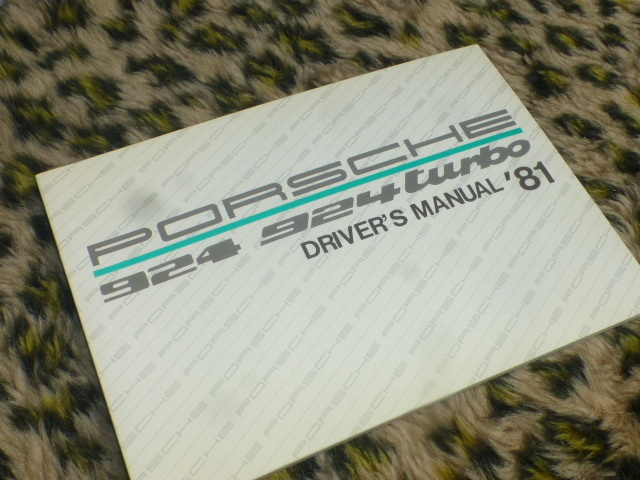 PORSCHE
924 924 turbo
DRIVER'S MANUAL '81